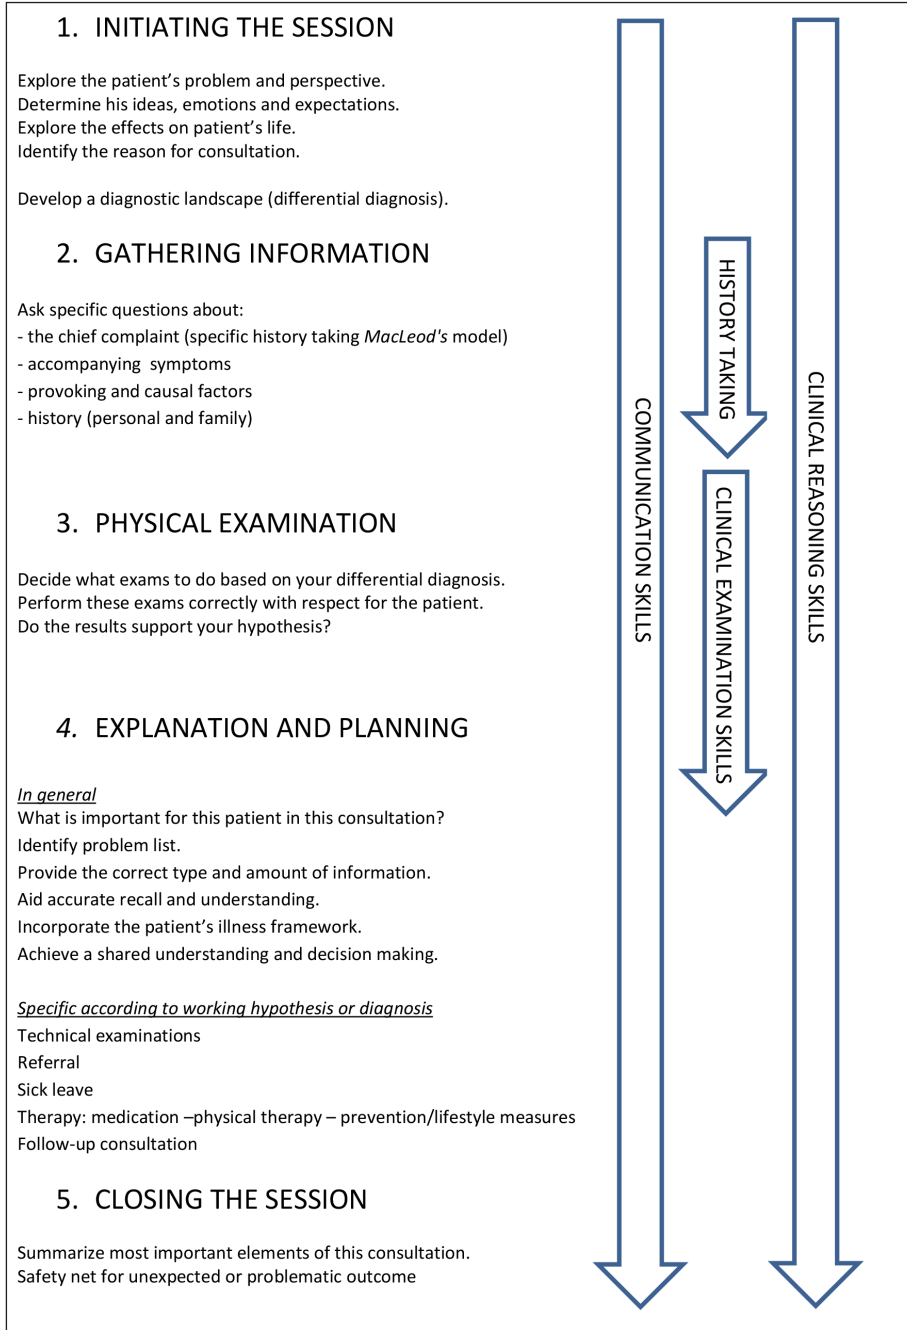 1. INITIATING THE SESSION
Explore the patient's problem and perspective.
Determine his ideas, emotions and expectations.
Explore the effects on patient's life.
Identify the reason for consultation.
Develop a diagnostic landscape (differential diagnosis).
2. GATHERING INFORMATION
Ask specific questions about:
- the chief complaint (specific history taking MacLeod's model)
- accompanying  symptoms
- provoking and causal factors
- history (personal and family)
3. PHYSICAL EXAMINATION
Decide what exams to do based on your differential diagnosis.
Perform these exams correctly with respect for the patient.
Do the results support your hypothesis?
4. EXPLANATION AND PLANNING
In general
What is important for this patient in this consultation?
Identify problem list.
Provide the correct type and amount of information.
Aid accurate recall and understanding.
Incorporate the patient's illness framework.
Achieve a shared understanding and decision making.
Specific according to working hypothesis or diagnosis
Technical examinations
Referral
Sick leave
Therapy: medication –physical therapy – prevention/lifestyle measures
Follow-up consultation
5. CLOSING THE SESSION
Summarize most important elements of this consultation.
Safety net for unexpected or problematic outcome
COMMUNICATION SKILLS
HISTORY TAKING
CLINICAL EXAMINATION SKILLS
CLINICAL REASONING SKILLS